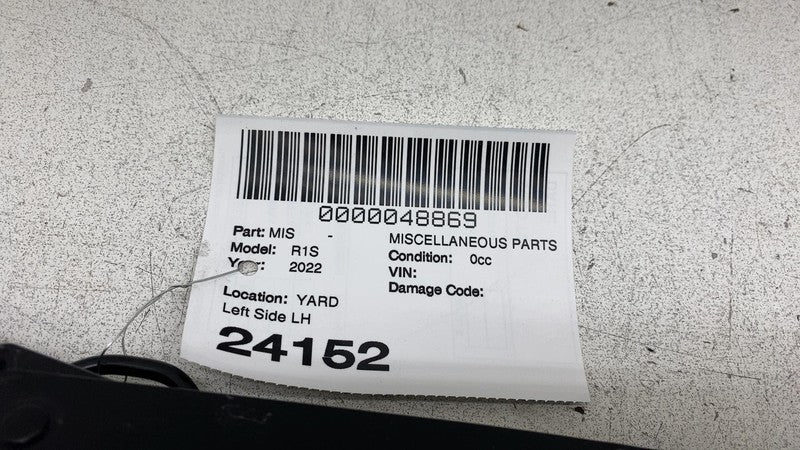 0000048869
Part: MIS - MISCELLANEOUS PARTS
Model: R1S Condition: 0cc
2022 VIN:
Damage Code:
Location: YARD
Left Side LH
24152